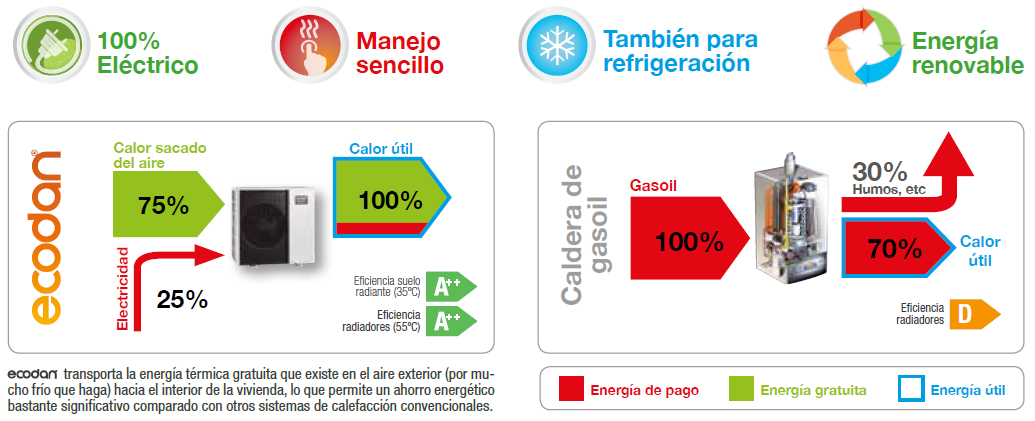 100%
Eléctrico
Manejo
sencillo
También para
refrigeración
Energía
renovable
ecodan®
Calor sacado
del aire
75%
Electricidad
25%
Calor útil
100%
Eficiencia suelo
radiante (35ºC)
A++
Eficiencia
radiadores (55ºC)
A++
Caldera de
gasoil
Gasoil
100%
30%
Humos, etc
70%
Calor
útil
Eficiencia
radiadores
D
ecodan transporta la energía térmica gratuita que existe en el aire exterior (por mu-
cho frío que haga) hacia el interior de la vivienda, lo que permite un ahorro energético
bastante significativo comparado con otros sistemas de calefacción convencionales.
Energía de pago
Energía gratuita
Energía útil